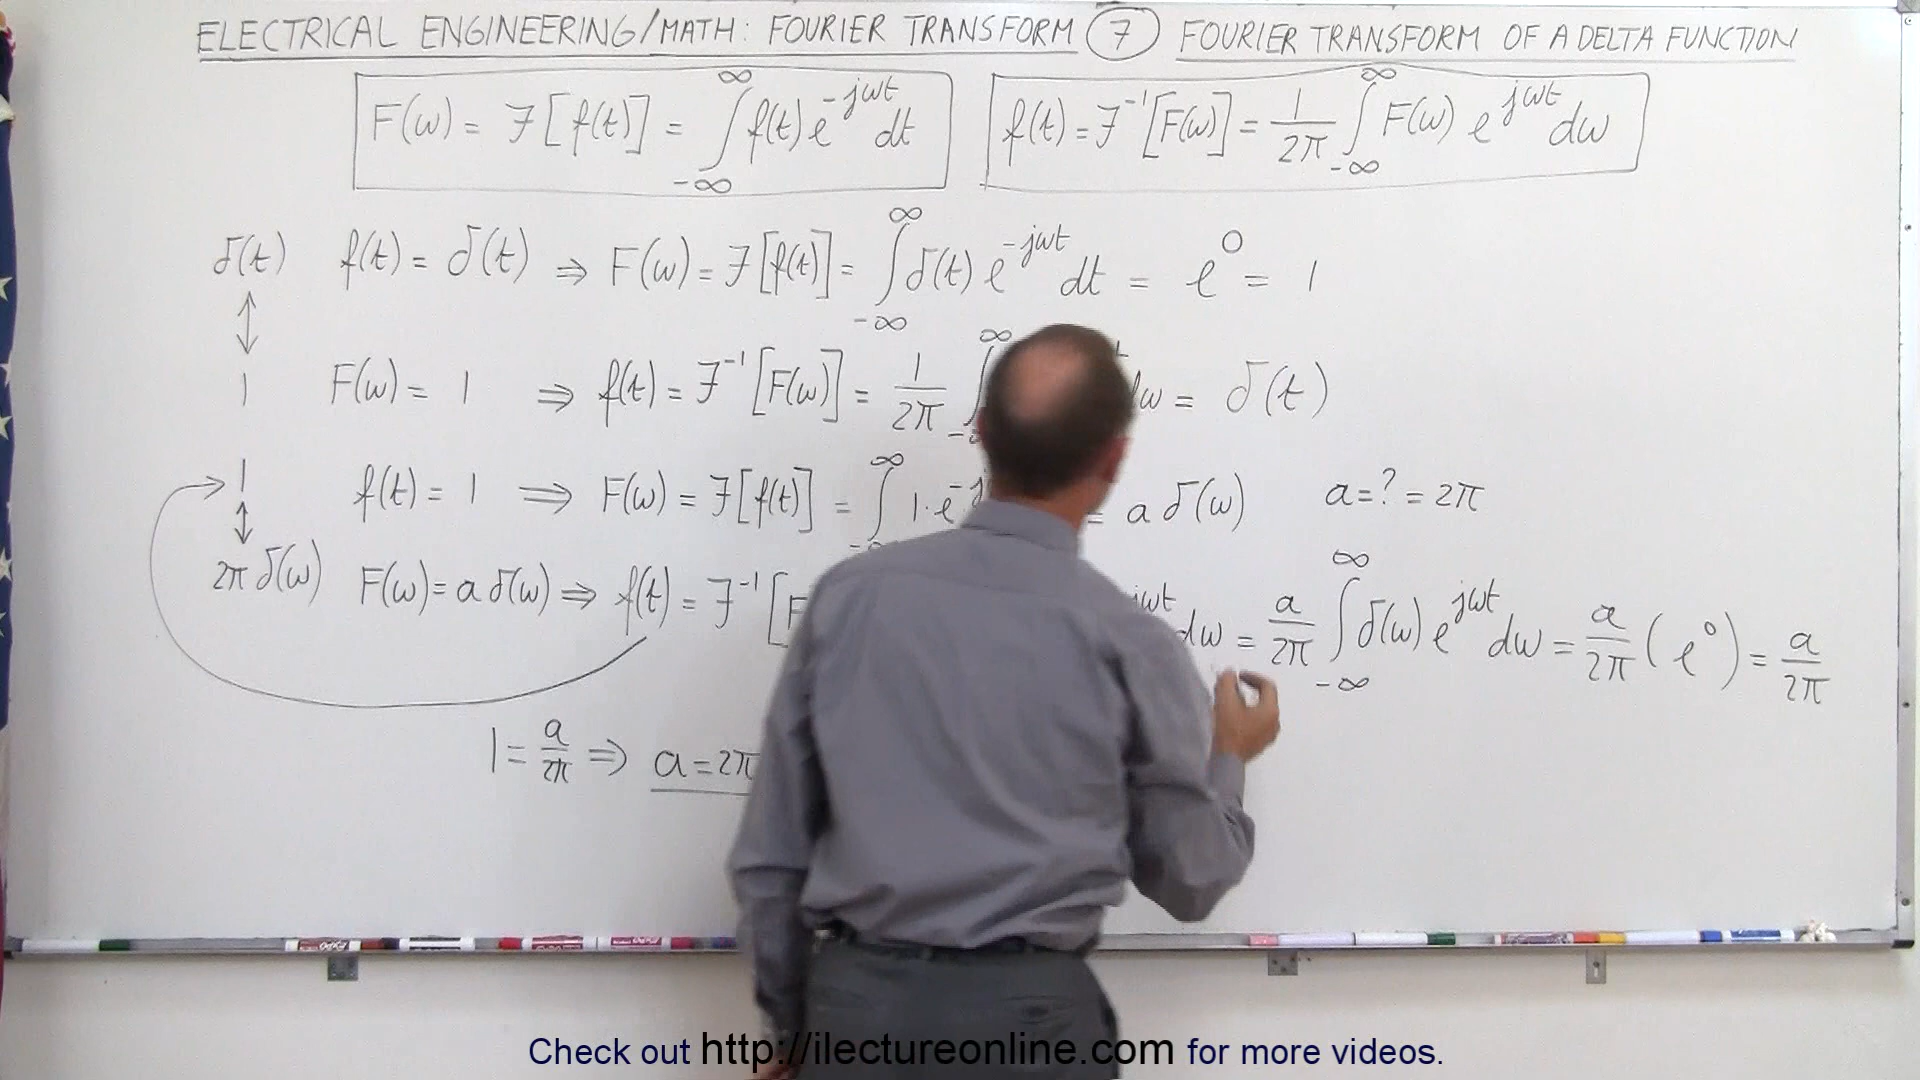 ELECTRICAL ENGINEERING/MATH: FOURIER TRANSFORM (7) FOURIER TRANSFORM OF A DELTA FUNCTION
F(ω) = ℱ[f(t)] = ∫_{-∞}^{∞} f(t) e^{-jωt} dt f(t) = ℱ^{-1}[F(ω)] = 1/2π ∫_{-∞}^{∞} F(ω) e^{jωt} dω
δ(t) f(t) = δ(t) ⇒ F(ω) = ℱ[f(t)] = ∫_{-∞}^{∞} δ(t) e^{-jωt} dt = e^0 = 1
↕
1 F(ω) = 1 ⇒ f(t) = ℱ^{-1}[F(ω)] = 1/2π ∫ ω = δ(t)
1 f(t) = 1 ⇒ F(ω) = ℱ[f(t)] = ∫_{-∞}^{∞} 1·e^{-j} = a δ(ω) a = ? = 2π
↕
2π δ(ω) F(ω) = a δ(ω) ⇒ f(t) = ℱ^{-1}[F jωt dω = a/2π ∫_{-∞}^{∞} δ(ω) e^{jωt} dω = a/2π (e^0) = a/2π
1 = a/2π ⇒ a = 2π
Check out http://ilectureonline.com for more videos.